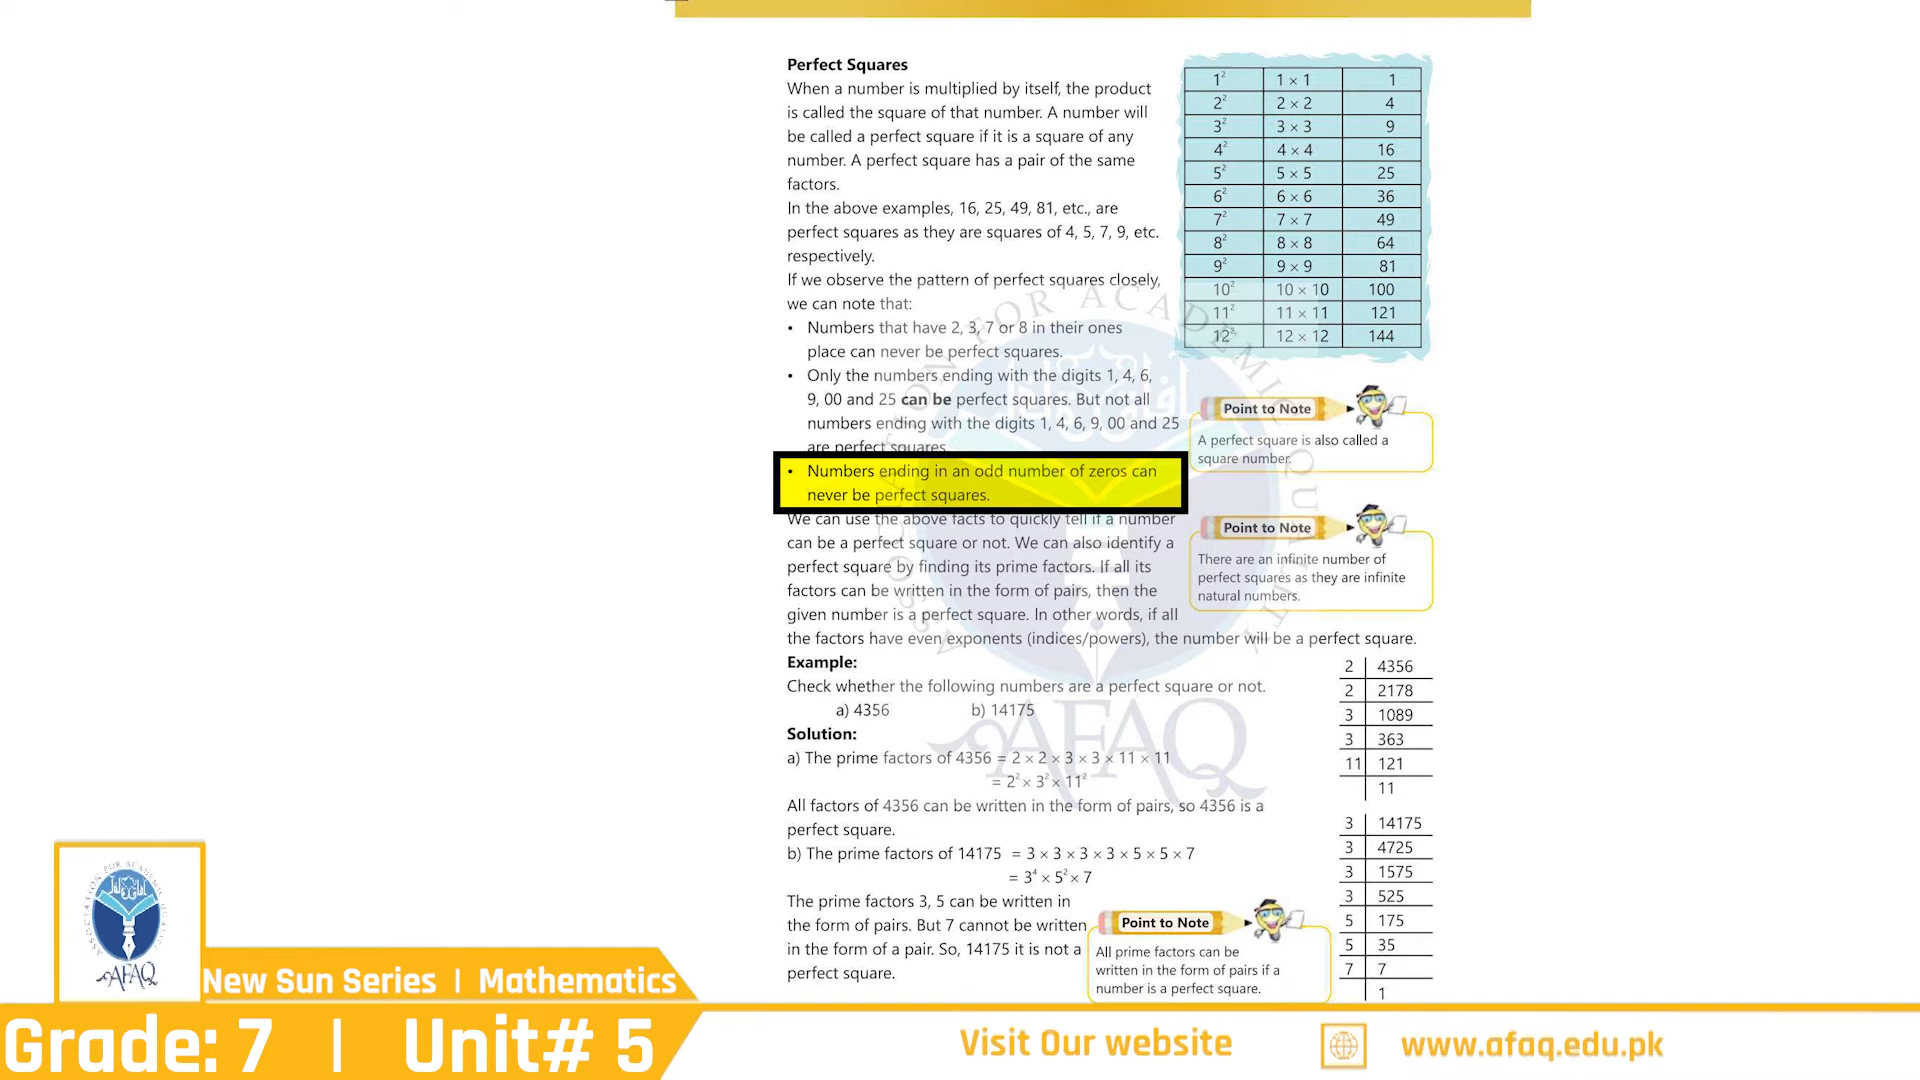 Perfect Squares
When a number is multiplied by itself, the product
is called the square of that number. A number will
be called a perfect square if it is a square of any
number. A perfect square has a pair of the same
factors.
In the above examples, 16, 25, 49, 81, etc., are
perfect squares as they are squares of 4, 5, 7, 9, etc.
respectively.
If we observe the pattern of perfect squares closely,
we can note that:
• Numbers that have 2, 3, 7 or 8 in their ones
place can never be perfect squares.
• Only the numbers ending with the digits 1, 4, 6,
9, 00 and 25 can be perfect squares. But not all
numbers ending with the digits 1, 4, 6, 9, 00 and 25
are perfect squares
• Numbers ending in an odd number of zeros can
never be perfect squares.
We can use the above facts to quickly tell if a number
can be a perfect square or not. We can also identify a
perfect square by finding its prime factors. If all its
factors can be written in the form of pairs, then the
given number is a perfect square. In other words, if all
the factors have even exponents (indices/powers), the number will be a perfect square.
1² 1 × 1 1
2² 2 × 2 4
3² 3 × 3 9
4² 4 × 4 16
5² 5 × 5 25
6² 6 × 6 36
7² 7 × 7 49
8² 8 × 8 64
9² 9 × 9 81
10² 10 × 10 100
11² 11 × 11 121
12² 12 × 12 144
Point to Note
A perfect square is also called a
square number.
Point to Note
There are an infinite number of
perfect squares as they are infinite
natural numbers.
Example:
Check whether the following numbers are a perfect square or not.
a) 4356 b) 14175
Solution:
a) The prime factors of 4356 = 2 × 2 × 3 × 3 × 11 × 11
= 2² × 3² × 11²
All factors of 4356 can be written in the form of pairs, so 4356 is a
perfect square.
b) The prime factors of 14175 = 3 × 3 × 3 × 3 × 5 × 5 × 7
= 3⁴ × 5² × 7
The prime factors 3, 5 can be written in
the form of pairs. But 7 cannot be written
in the form of a pair. So, 14175 it is not a
perfect square.
2 4356
2 2178
3 1089
3 363
11 121
11
3 14175
3 4725
3 1575
3 525
5 175
5 35
7 7
1
Point to Note
All prime factors can be
written in the form of pairs if a
number is a perfect square.
ASSOCIATION FOR ACADEMIC QUALITY
AFAQ
ASSOCIATION FOR ACADEMIC QUALITY
AFAQ
New Sun Series | Mathematics
Grade: 7 | Unit# 5
Visit Our website
www.afaq.edu.pk